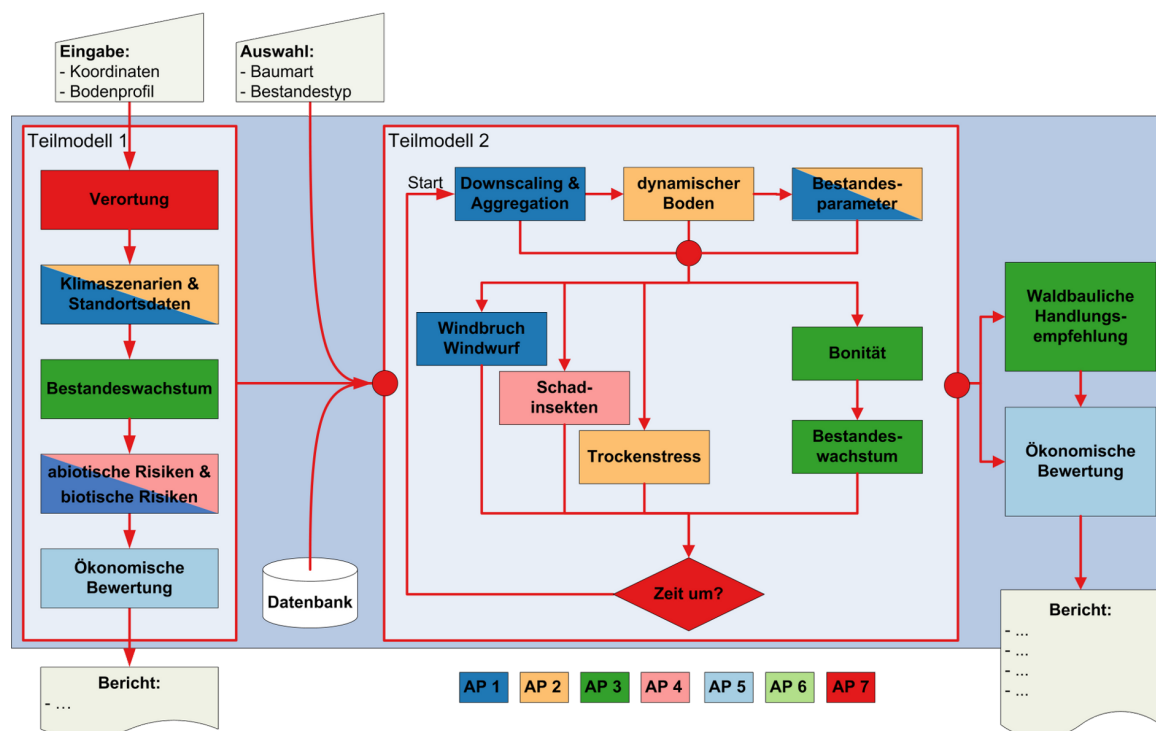 Eingabe:
- Koordinaten
- Bodenprofil
Auswahl:
- Baumart
- Bestandestyp
Teilmodell 1
Verortung
Klimaszenarien &
Standortsdaten
Bestandeswachstum
abiotische Risiken &
biotische Risiken
Ökonomische
Bewertung
Bericht:
- ...
Datenbank
Teilmodell 2
Start
Downscaling &
Aggregation
dynamischer
Boden
Bestandes-
parameter
Windbruch
Windwurf
Schad-
insekten
Trockenstress
Bonität
Bestandes-
wachstum
Zeit um?
Waldbauliche
Handlungs-
empfehlung
Ökonomische
Bewertung
Bericht:
- ...
- ...
- ...
- ...
AP 1
AP 2
AP 3
AP 4
AP 5
AP 6
AP 7